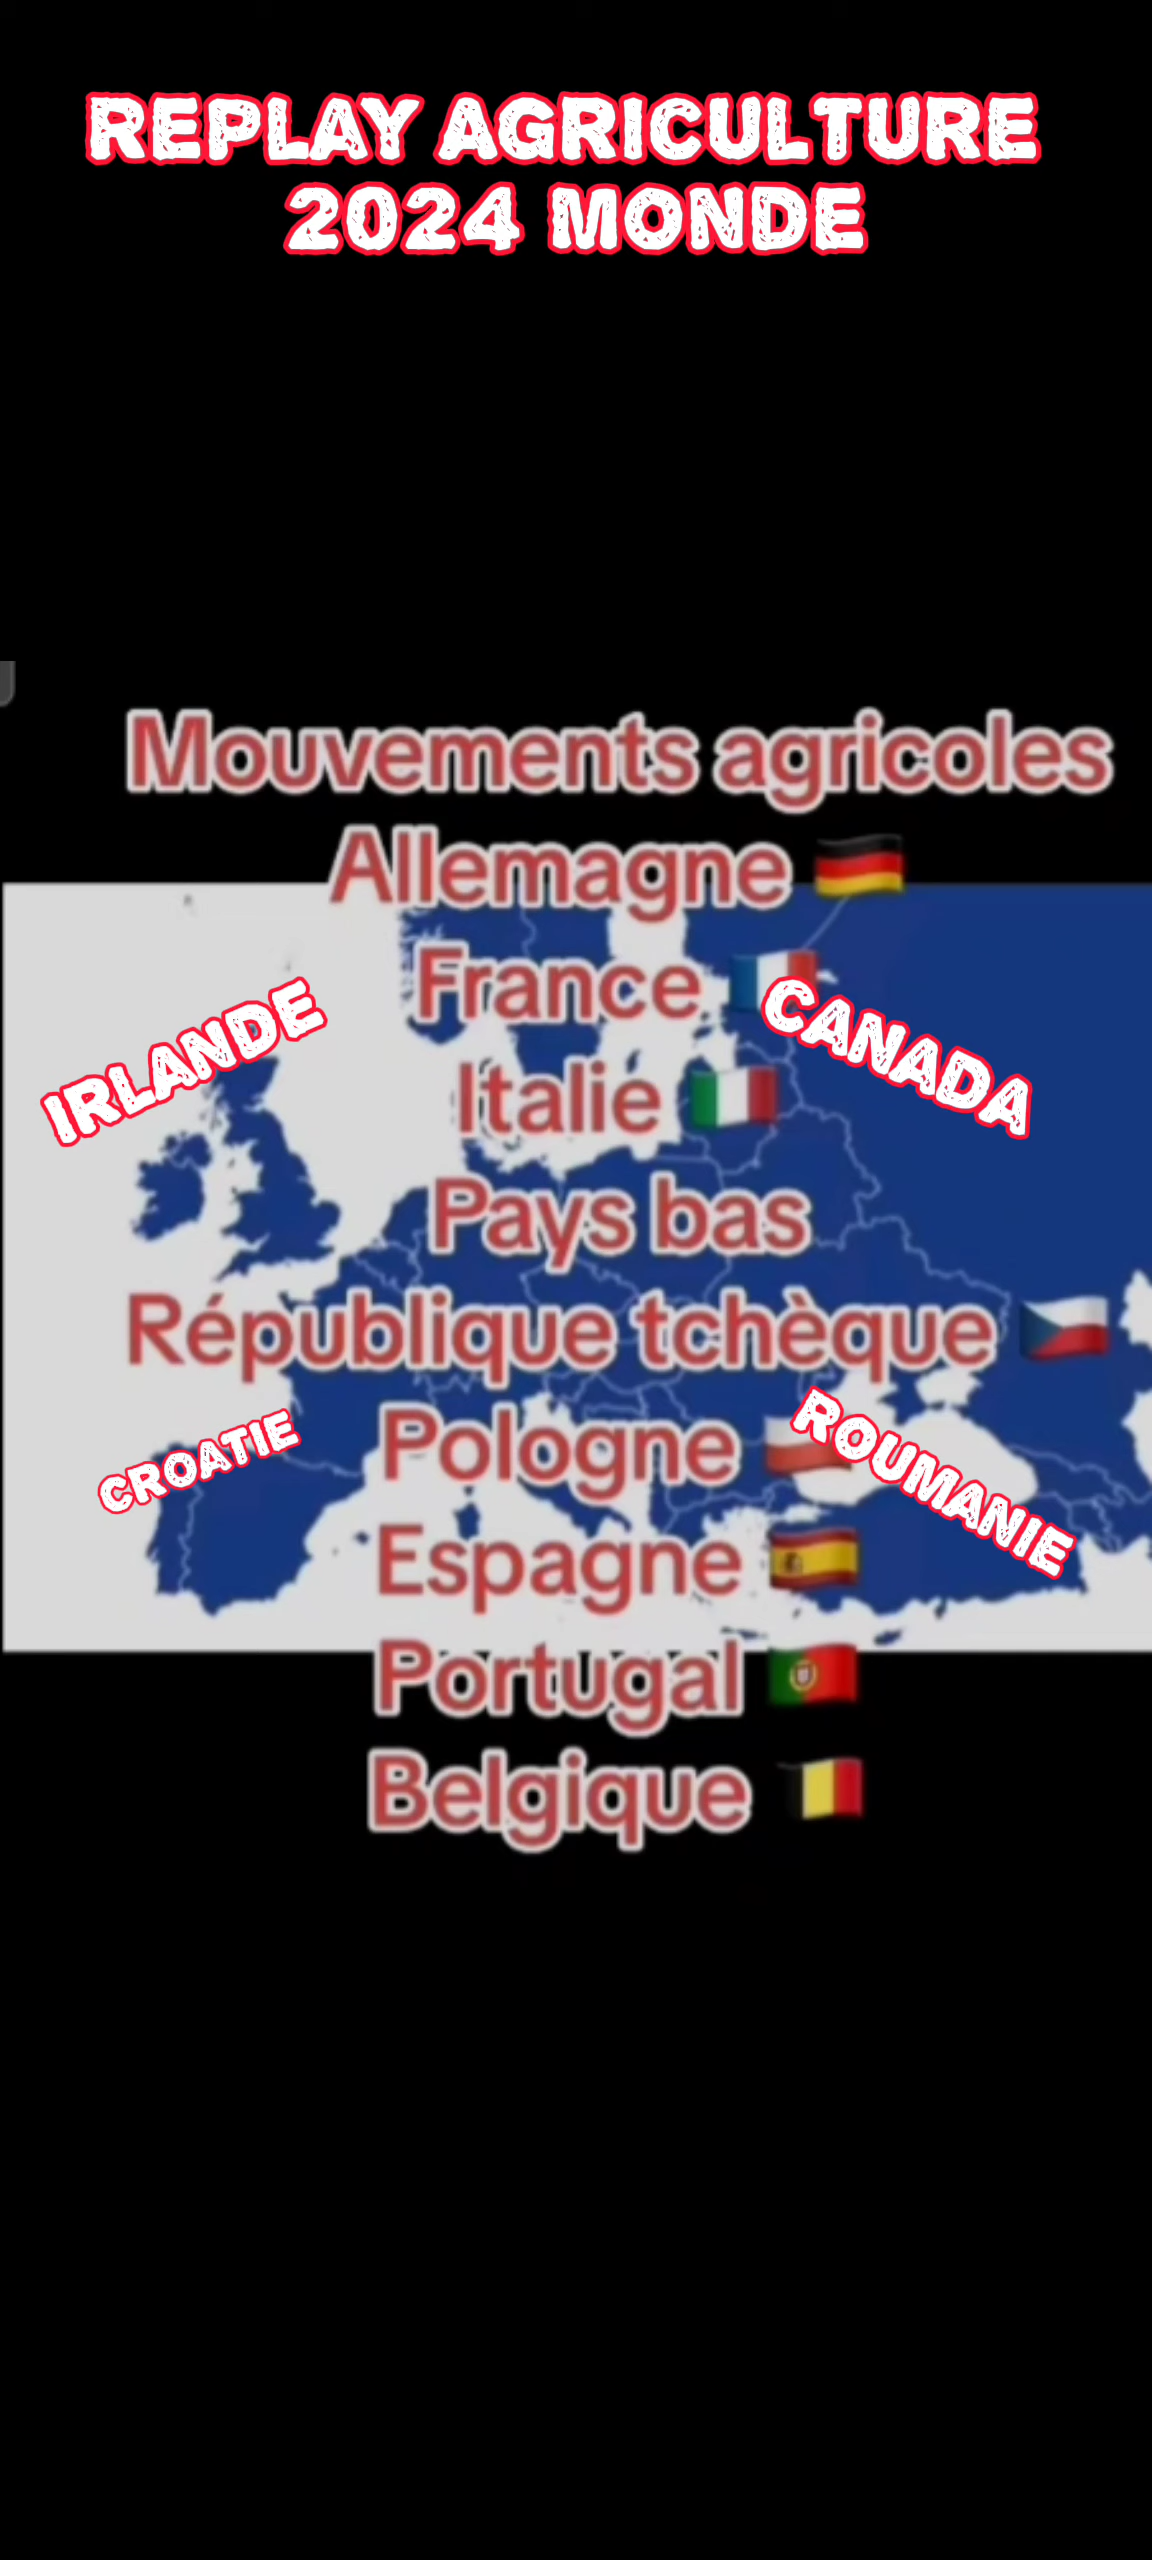 REPLAY AGRICULTURE
2024 MONDE
Mouvements agricoles
Allemagne 🇩🇪
France 🇫🇷
IRLANDE
CANADA
Italie 🇮🇹
Pays bas
République tchèque 🇨🇿
CROATIE
Pologne 🇵🇱
ROUMANIE
Espagne 🇪🇸
Portugal 🇵🇹
Belgique 🇧🇪